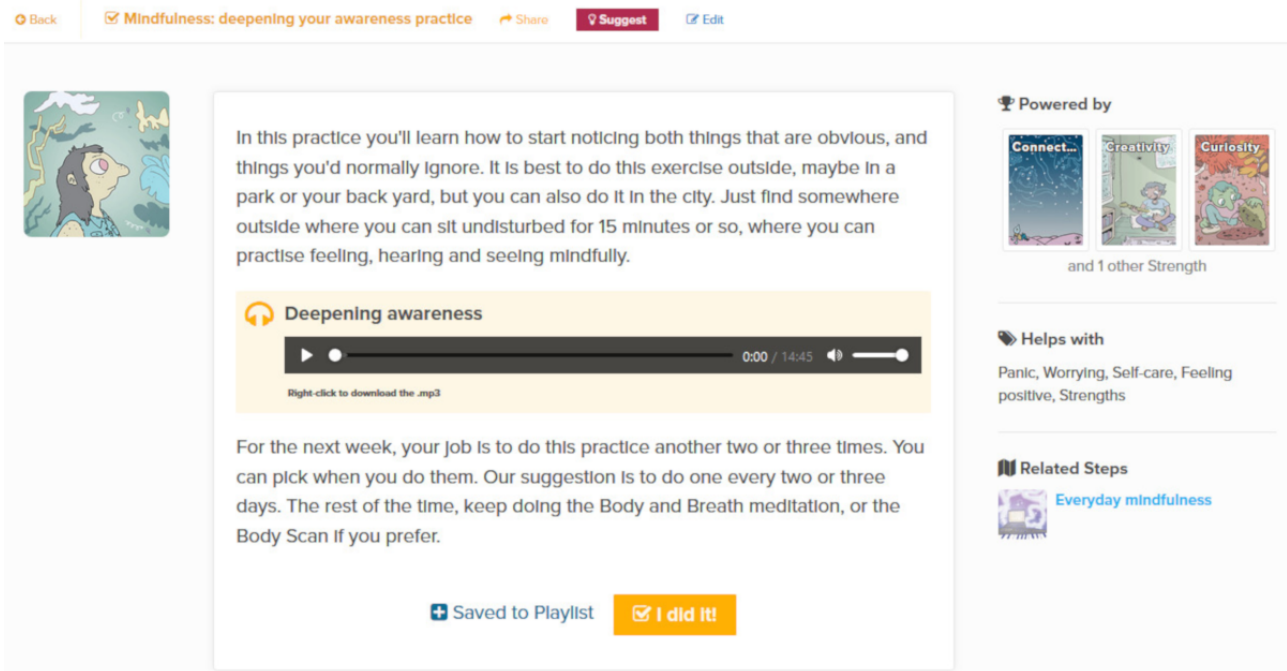 Back
Mindfulness: deepening your awareness practice
Share
Suggest
Edit
In this practice you'll learn how to start noticing both things that are obvious, and
things you'd normally ignore. It is best to do this exercise outside, maybe in a
park or your back yard, but you can also do it in the city. Just find somewhere
outside where you can sit undisturbed for 15 minutes or so, where you can
practise feeling, hearing and seeing mindfully.
Deepening awareness
0:00 / 14:45
Right-click to download the .mp3
For the next week, your job is to do this practice another two or three times. You
can pick when you do them. Our suggestion is to do one every two or three
days. The rest of the time, keep doing the Body and Breath meditation, or the
Body Scan if you prefer.
Saved to Playlist
I did it!
Powered by
Connect...
Creativity
Curiosity
and 1 other Strength
Helps with
Panic, Worrying, Self-care, Feeling
positive, Strengths
Related Steps
Everyday mindfulness